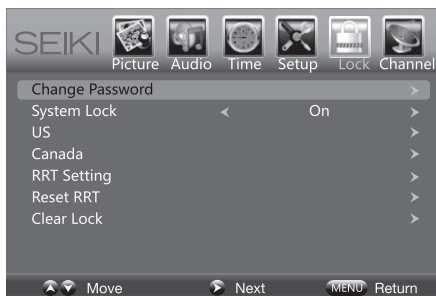 SEIKI
Picture Audio Time Setup Lock Channel
Change Password
System Lock On
US
Canada
RRT Setting
Reset RRT
Clear Lock
Move Next MENU Return